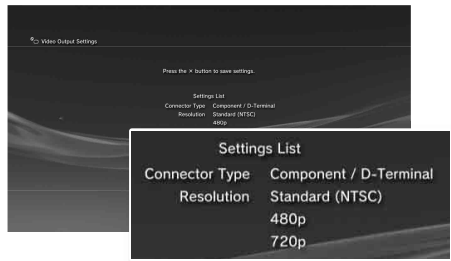 Video Output Settings
Press the × button to save settings.
Settings List
Connector Type Component / D-Terminal
Resolution Standard (NTSC)
480p
Settings List
Connector Type Component / D-Terminal
Resolution Standard (NTSC)
480p
720p